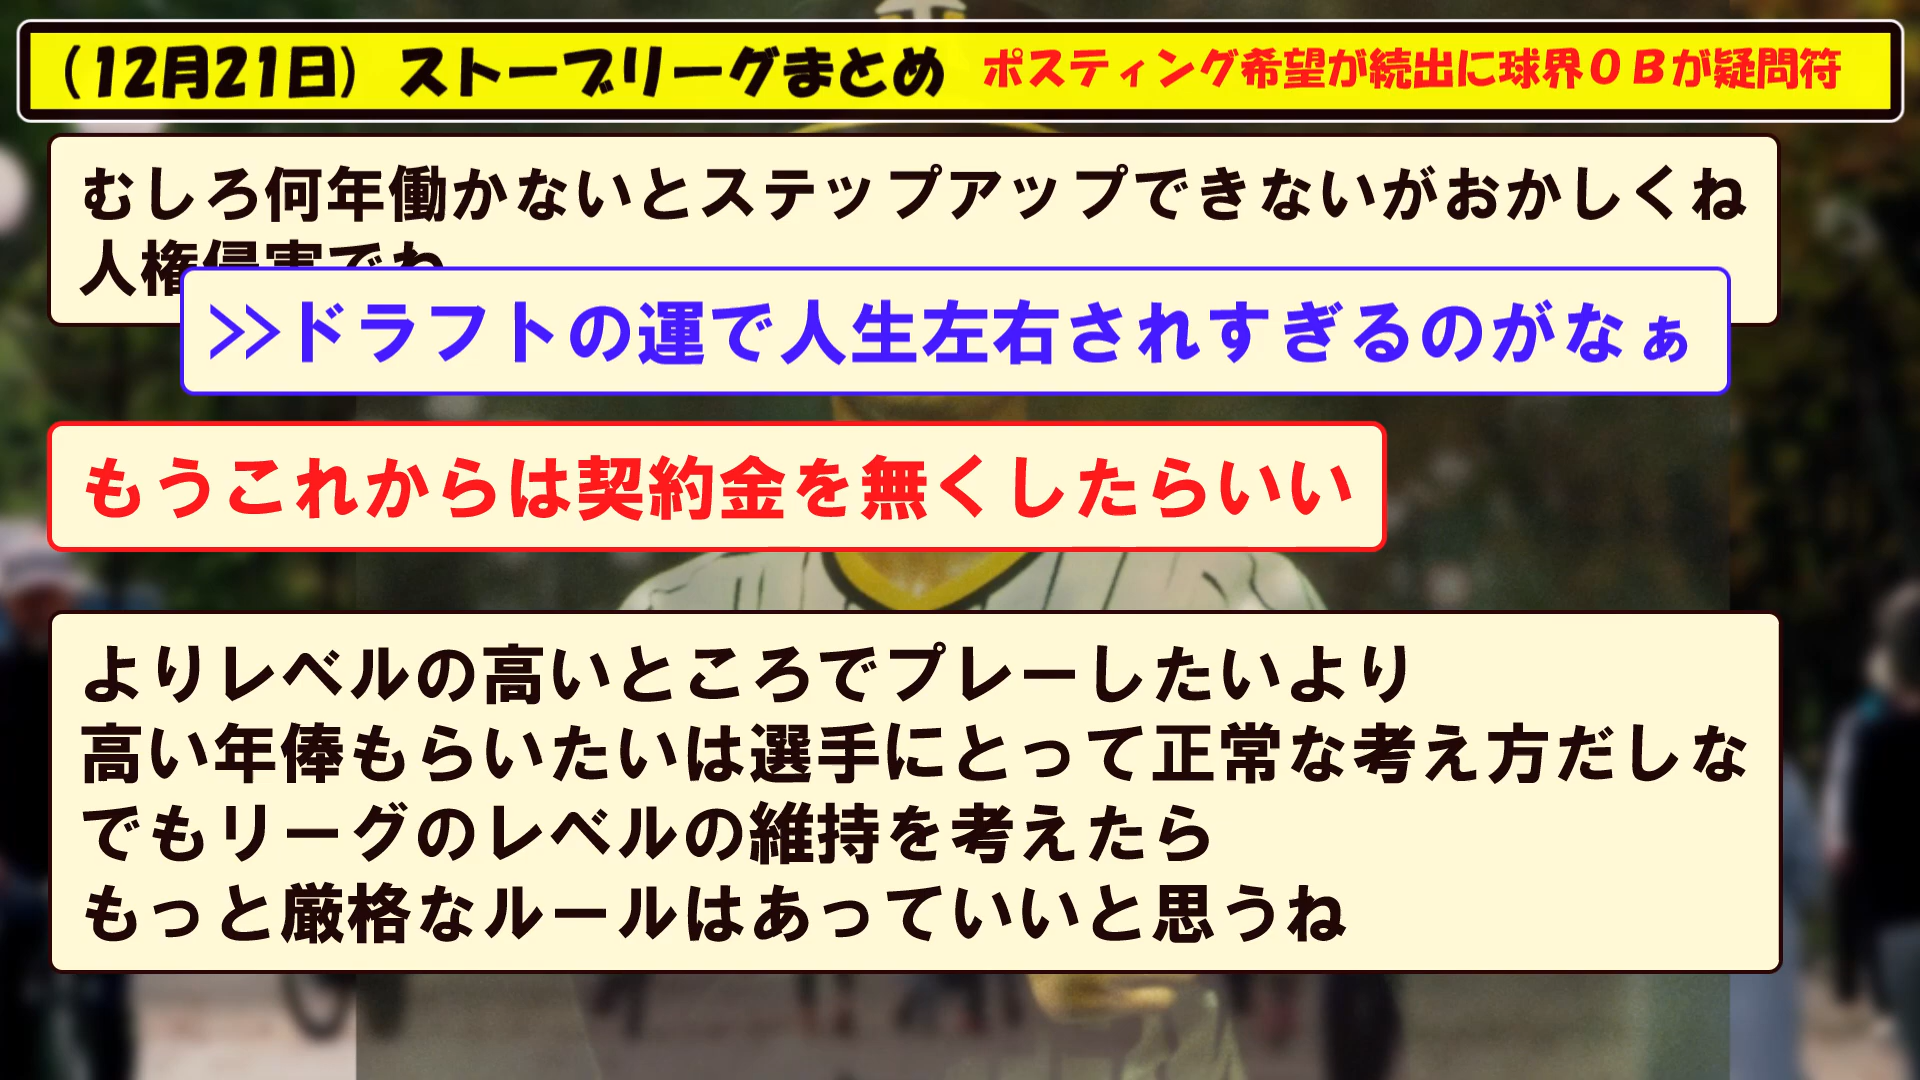 （12月21日）ストーブリーグまとめ ポスティング希望が続出に球界ＯＢが疑問符
むしろ何年働かないとステップアップできないがおかしくね
人権侵害でね
>>ドラフトの運で人生左右されすぎるのがなぁ
もうこれからは契約金を無くしたらいい
よりレベルの高いところでプレーしたいより
高い年俸もらいたいは選手にとって正常な考え方だしな
でもリーグのレベルの維持を考えたら
もっと厳格なルールはあっていいと思うね